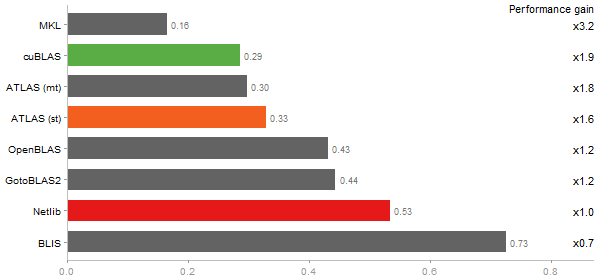 Performance gain
MKL 0.16 x3.2
cuBLAS 0.29 x1.9
ATLAS (mt) 0.30 x1.8
ATLAS (st) 0.33 x1.6
OpenBLAS 0.43 x1.2
GotoBLAS2 0.44 x1.2
Netlib 0.53 x1.0
BLIS 0.73 x0.7
0.0 0.2 0.4 0.6 0.8